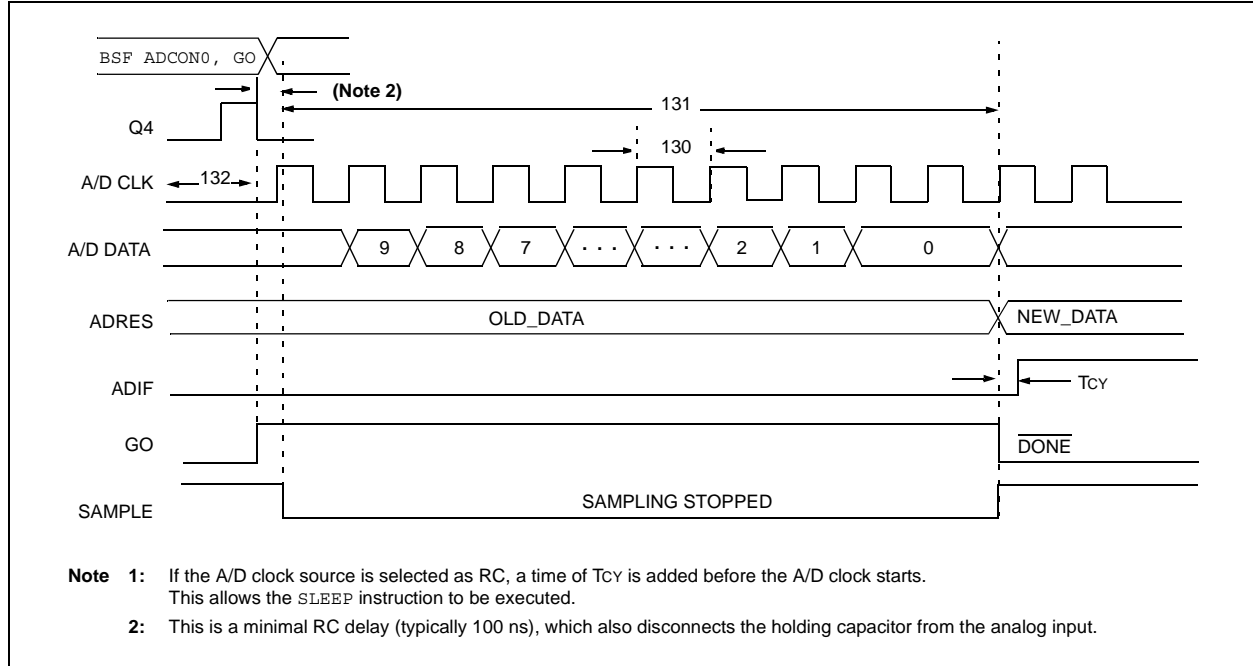 BSF ADCON0, GO
(Note 2)
131
Q4
130
A/D CLK
132
A/D DATA
9 8 7 . . . . . . 2 1 0
ADRES
OLD_DATA
NEW_DATA
ADIF
TCY
GO
DONE
SAMPLE
SAMPLING STOPPED
Note 1: If the A/D clock source is selected as RC, a time of TCY is added before the A/D clock starts.
This allows the SLEEP instruction to be executed.
2: This is a minimal RC delay (typically 100 ns), which also disconnects the holding capacitor from the analog input.